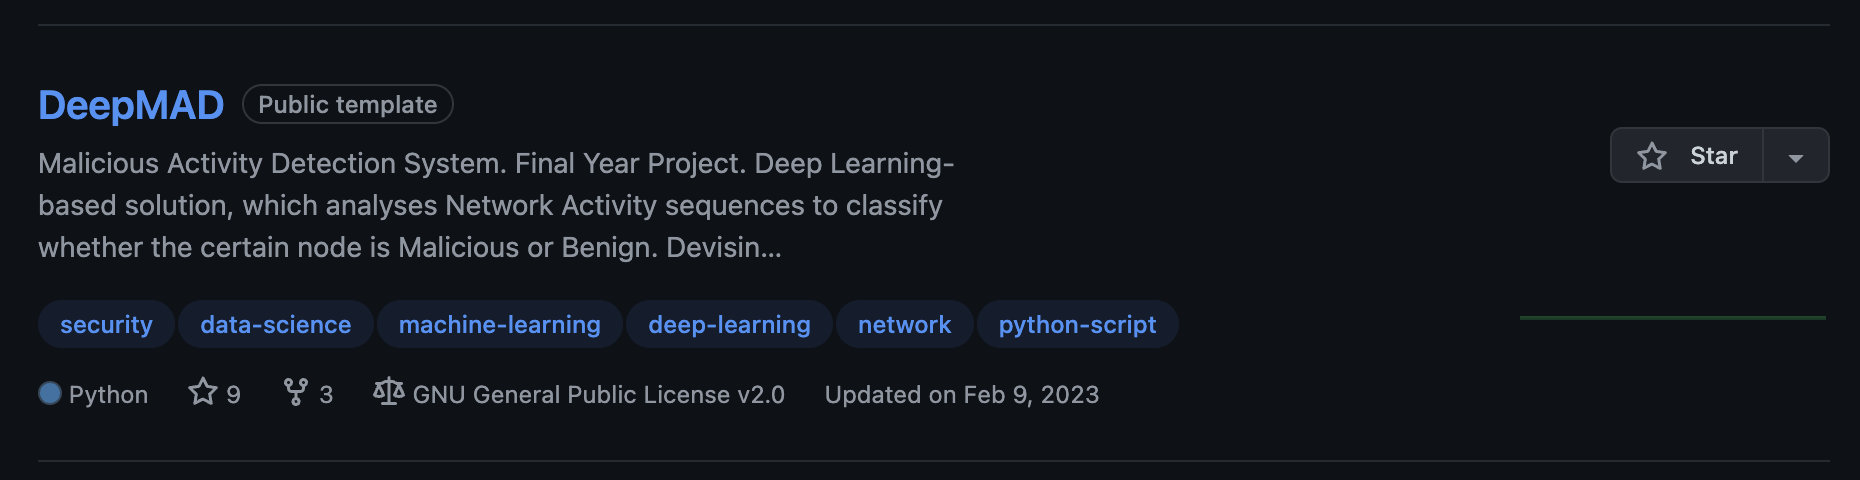 DeepMAD Public template
Malicious Activity Detection System. Final Year Project. Deep Learning-
Star
based solution, which analyses Network Activity sequences to classify
whether the certain node is Malicious or Benign. Devisin...
security data-science machine-learning deep-learning network python-script
Python 9 3 GNU General Public License v2.0 Updated on Feb 9, 2023